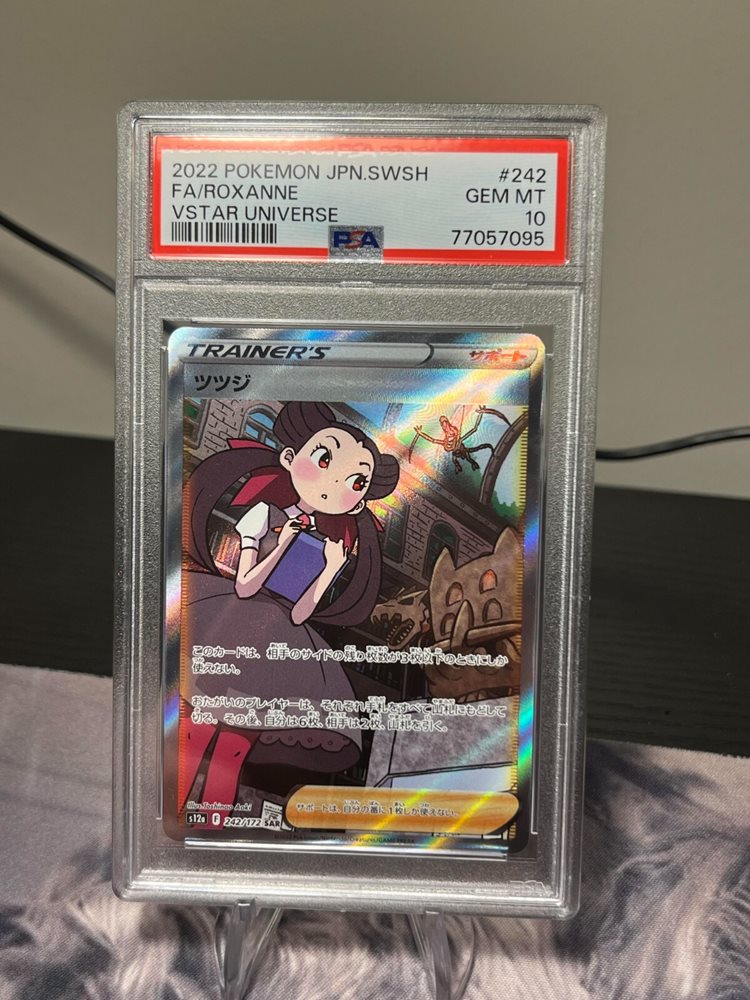 2022 POKEMON JPN.SWSH #242
FA/ROXANNE GEM MT
VSTAR UNIVERSE 10
PSA 77057095
TRAINER'S サポート
ツツジ
このカードは、相手のサイドの残り枚数が3枚以下のときにしか
使えない。
おたがいのプレイヤーは、それぞれ手札をすべて山札にもどして
切る。その後、自分は6枚、相手は2枚、山札を引く。
サポートは、自分の番に1枚しか使えない。
Illus.Toshinao Aoki
s12a F 242/172 SAR